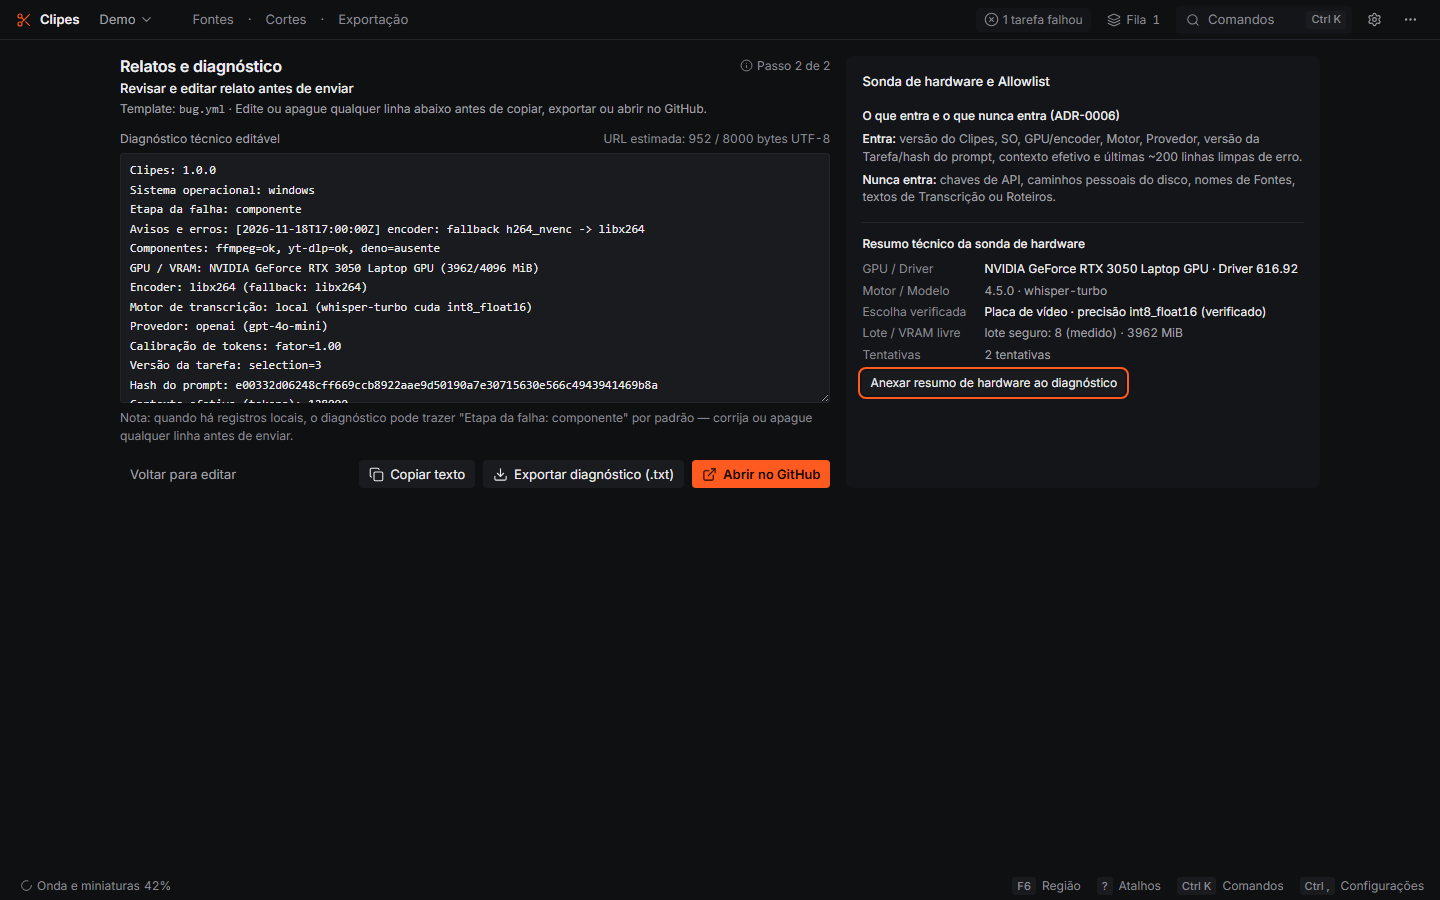 Clipes Demo Fontes · Cortes · Exportação 1 tarefa falhou Fila 1 Comandos Ctrl K
Relatos e diagnóstico
Passo 2 de 2
Revisar e editar relato antes de enviar
Template: bug.yml · Edite ou apague qualquer linha abaixo antes de copiar, exportar ou abrir no GitHub.
Diagnóstico técnico editável
URL estimada: 952 / 8000 bytes UTF-8
Clipes: 1.0.0
Sistema operacional: windows
Etapa da falha: componente
Avisos e erros: [2026-11-18T17:00:00Z] encoder: fallback h264_nvenc -> libx264
Componentes: ffmpeg=ok, yt-dlp=ok, deno=ausente
GPU / VRAM: NVIDIA GeForce RTX 3050 Laptop GPU (3962/4096 MiB)
Encoder: libx264 (fallback: libx264)
Motor de transcrição: local (whisper-turbo cuda int8_float16)
Provedor: openai (gpt-4o-mini)
Calibração de tokens: fator=1.00
Versão da tarefa: selection=3
Hash do prompt: e00332d06248cff669ccb8922aae9d50190a7e30715630e566c4943941469b8a
Contexto efetivo (tokens): 128000
Nota: quando há registros locais, o diagnóstico pode trazer "Etapa da falha: componente" por padrão — corrija ou apague
qualquer linha antes de enviar.
Voltar para editar
Copiar texto
Exportar diagnóstico (.txt)
Abrir no GitHub
Sonda de hardware e Allowlist
O que entra e o que nunca entra (ADR-0006)
Entra: versão do Clipes, SO, GPU/encoder, Motor, Provedor, versão da
Tarefa/hash do prompt, contexto efetivo e últimas ~200 linhas limpas de erro.
Nunca entra: chaves de API, caminhos pessoais do disco, nomes de Fontes,
textos de Transcrição ou Roteiros.
Resumo técnico da sonda de hardware
GPU / Driver NVIDIA GeForce RTX 3050 Laptop GPU · Driver 616.92
Motor / Modelo 4.5.0 · whisper-turbo
Escolha verificada Placa de vídeo · precisão int8_float16 (verificado)
Lote / VRAM livre lote seguro: 8 (medido) · 3962 MiB
Tentativas 2 tentativas
Anexar resumo de hardware ao diagnóstico
Onda e miniaturas 42%
F6 Região ? Atalhos Ctrl K Comandos Ctrl , Configurações